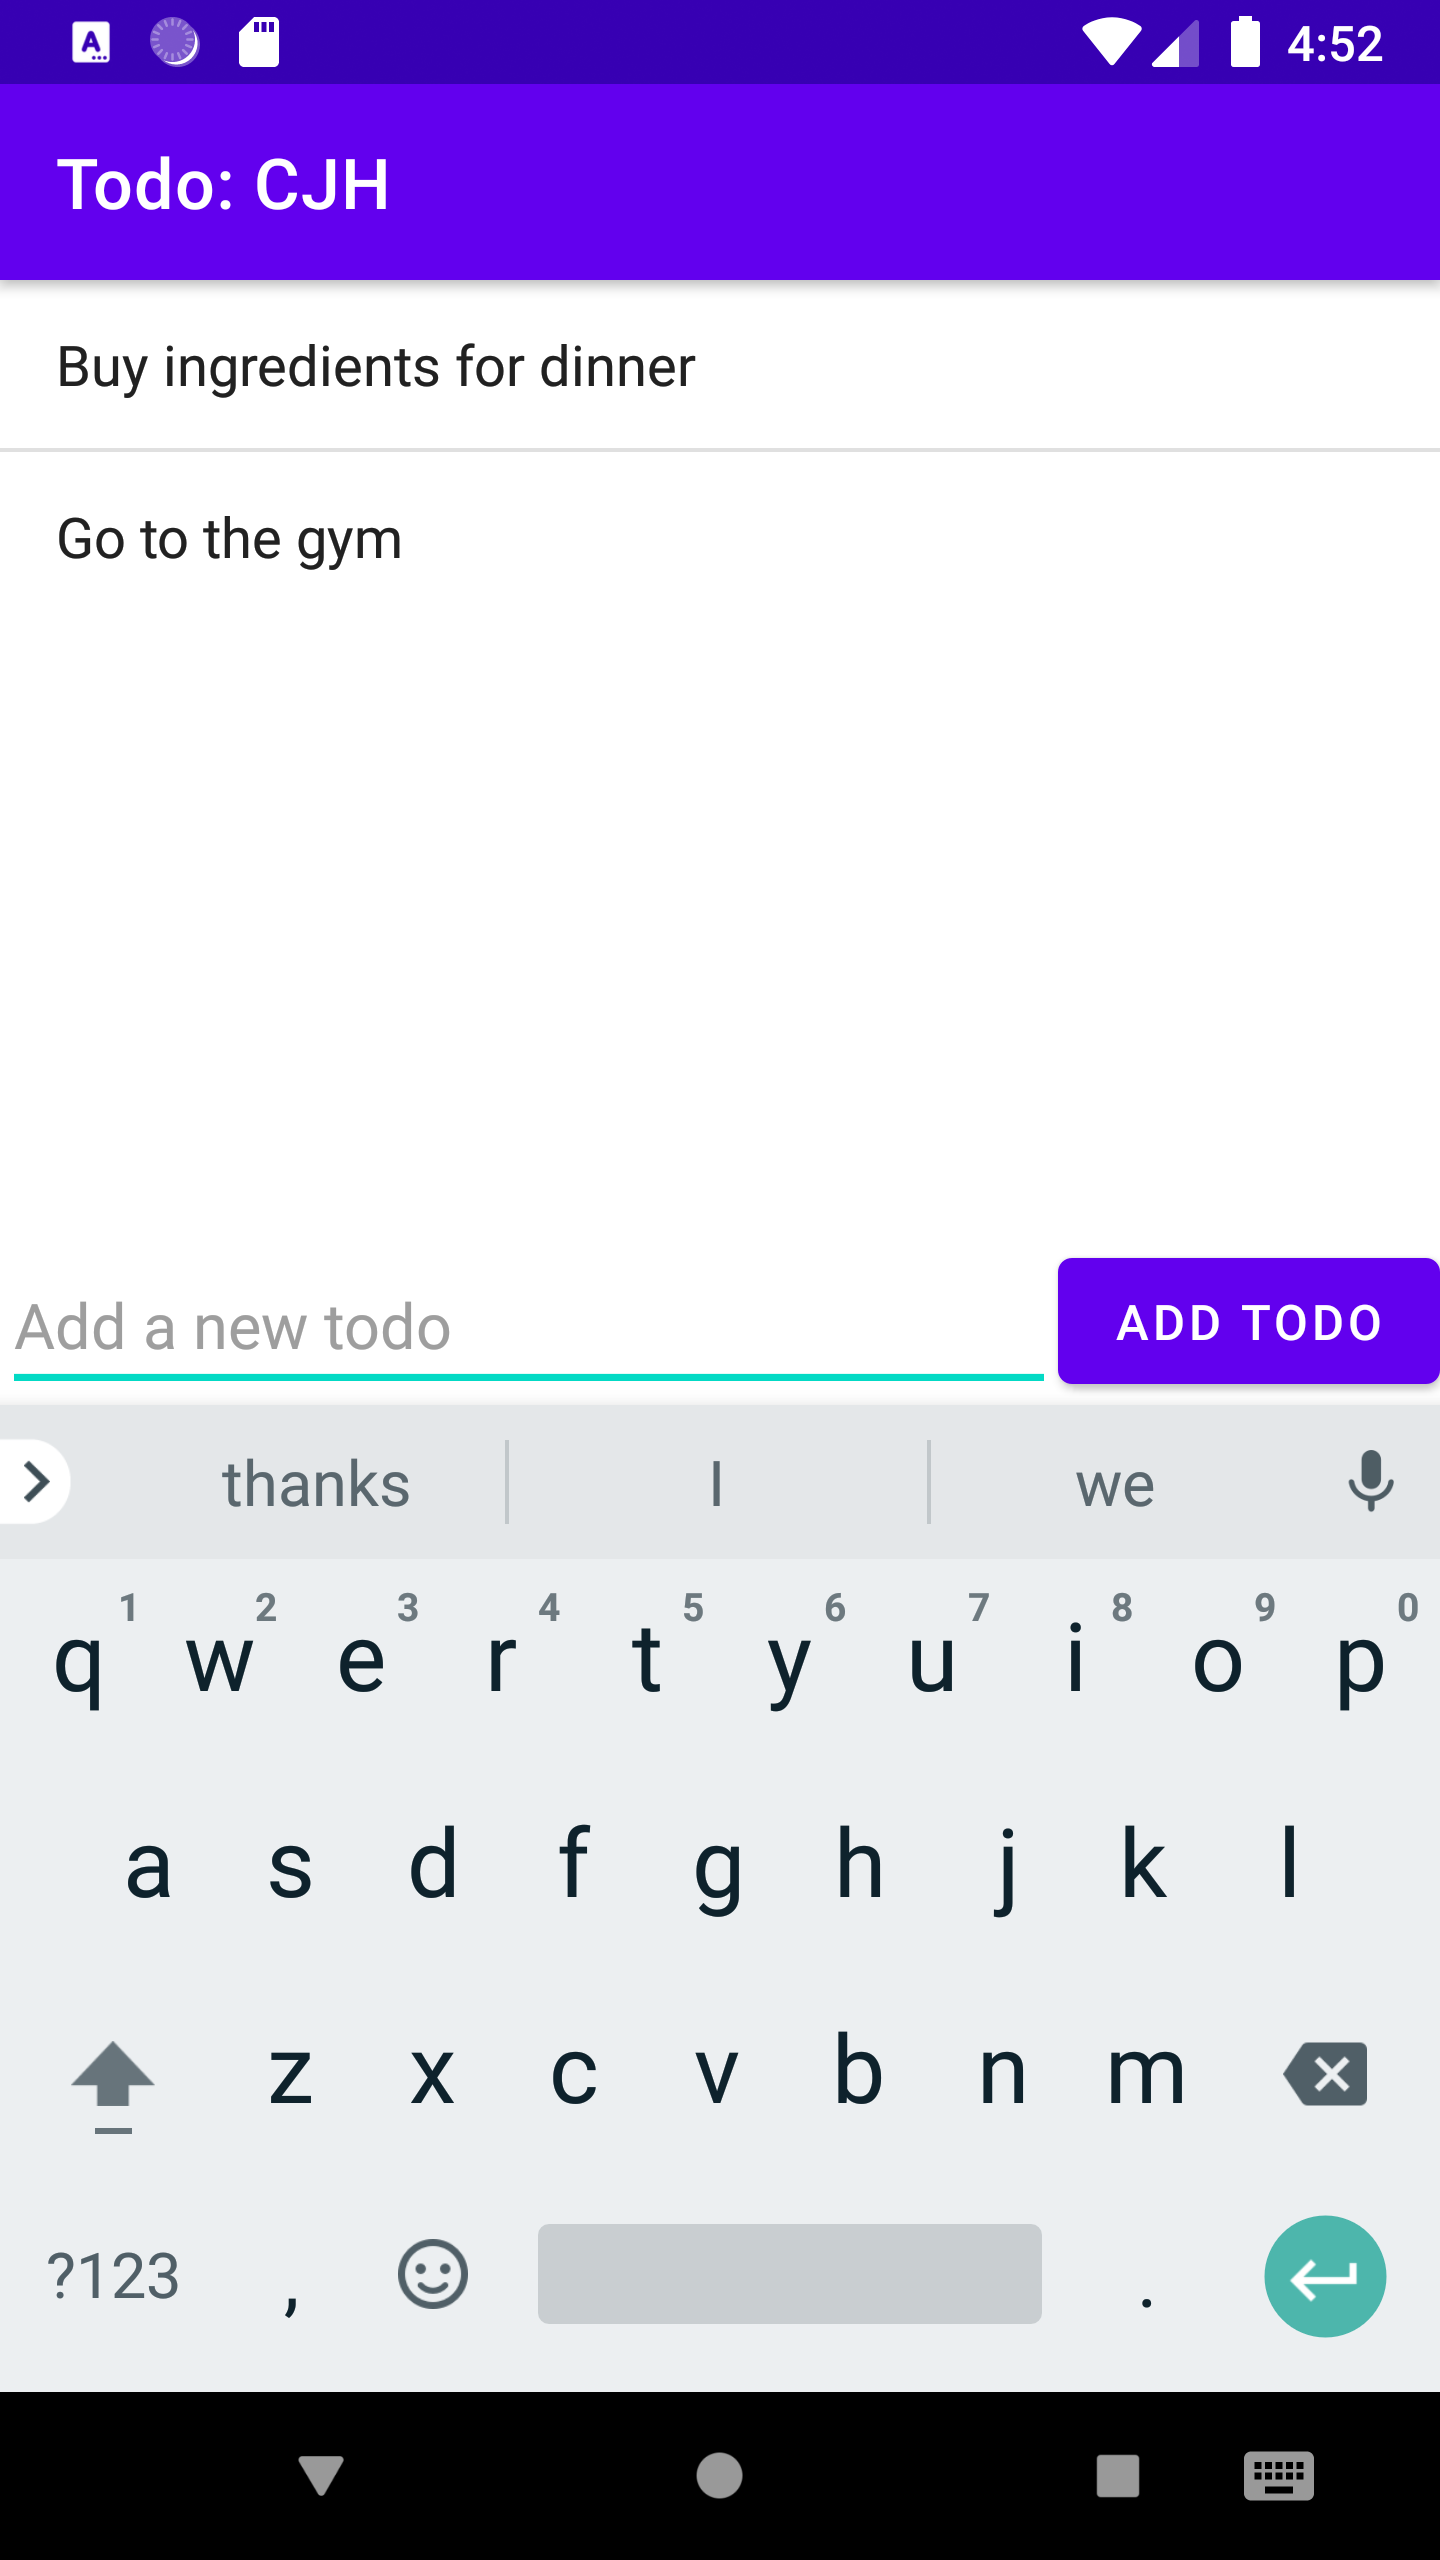 4:52
Todo: CJH
Buy ingredients for dinner
Go to the gym
Add a new todo
ADD TODO
thanks I we
1 2 3 4 5 6 7 8 9 0
q w e r t y u i o p
a s d f g h j k l
z x c v b n m
?123 , .